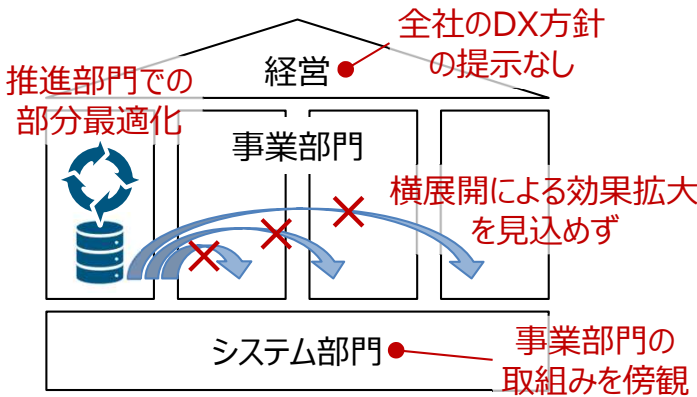 全社のDX方針
の提示なし
経営
推進部門での
部分最適化
事業部門
横展開による効果拡大
を見込めず
システム部門
事業部門の
取組みを傍観